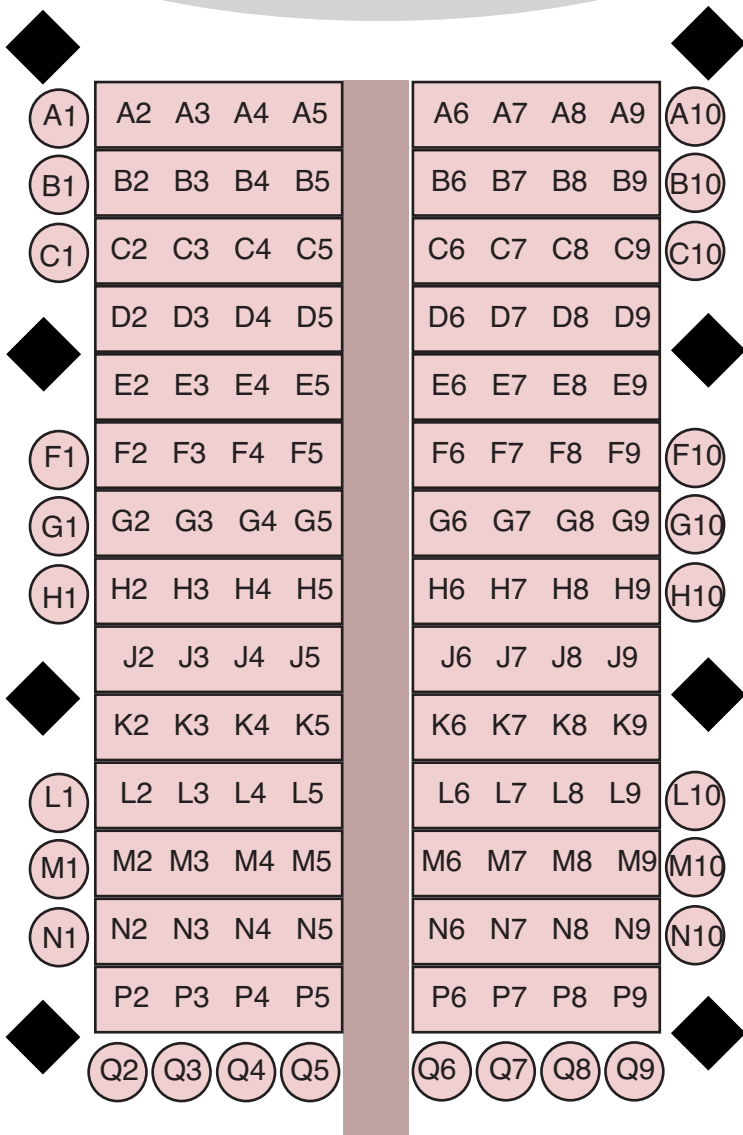 A1 A2 A3 A4 A5 A6 A7 A8 A9 A10
B1 B2 B3 B4 B5 B6 B7 B8 B9 B10
C1 C2 C3 C4 C5 C6 C7 C8 C9 C10
D2 D3 D4 D5 D6 D7 D8 D9
E2 E3 E4 E5 E6 E7 E8 E9
F1 F2 F3 F4 F5 F6 F7 F8 F9 F10
G1 G2 G3 G4 G5 G6 G7 G8 G9 G10
H1 H2 H3 H4 H5 H6 H7 H8 H9 H10
J2 J3 J4 J5 J6 J7 J8 J9
K2 K3 K4 K5 K6 K7 K8 K9
L1 L2 L3 L4 L5 L6 L7 L8 L9 L10
M1 M2 M3 M4 M5 M6 M7 M8 M9 M10
N1 N2 N3 N4 N5 N6 N7 N8 N9 N10
P2 P3 P4 P5 P6 P7 P8 P9
Q2 Q3 Q4 Q5 Q6 Q7 Q8 Q9